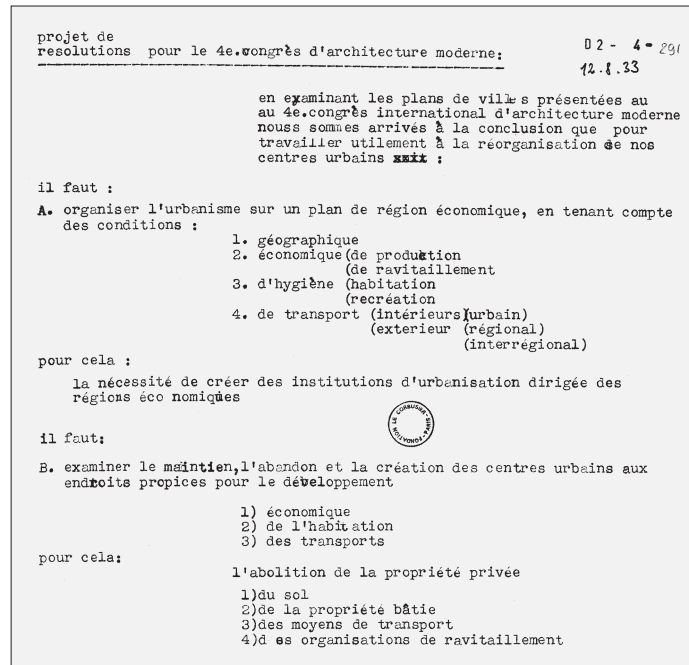 projet de
resolutions pour le 4e.congrès d'architecture moderne:
D2 - 4 - 291
12.8.33
en examinant les plans de villes présentées au
au 4e.congrès international d'architecture moderne
nouss sommes arrivés à la conclusion que pour
travailler utilement à la réorganisation de nos
centres urbains xxit :
il faut :
A. organiser l'urbanisme sur un plan de région économique, en tenant compte
des conditions :
1. géographique
2. économique(de production
(de ravitaillement
3. d'hygiène (habitation
(recréation
4. de transport (intérieurs)(urbain)
(exterieur (régional)
(interrégional)
pour cela :
la nécessité de créer des institutions d'urbanisation dirigée des
régions éco nomiques
FONDATION LE CORBUSIER - PARIS
il faut:
B. examiner le maintien,l'abandon et la création des centres urbains aux
endroits propices pour le développement
1) économique
2) de l'habitation
3) des transports
pour cela:
l'abolition de la propriété privée
1)du sol
2)de la propriété bâtie
3)des moyens de transport
4)d es organisations de ravitaillement